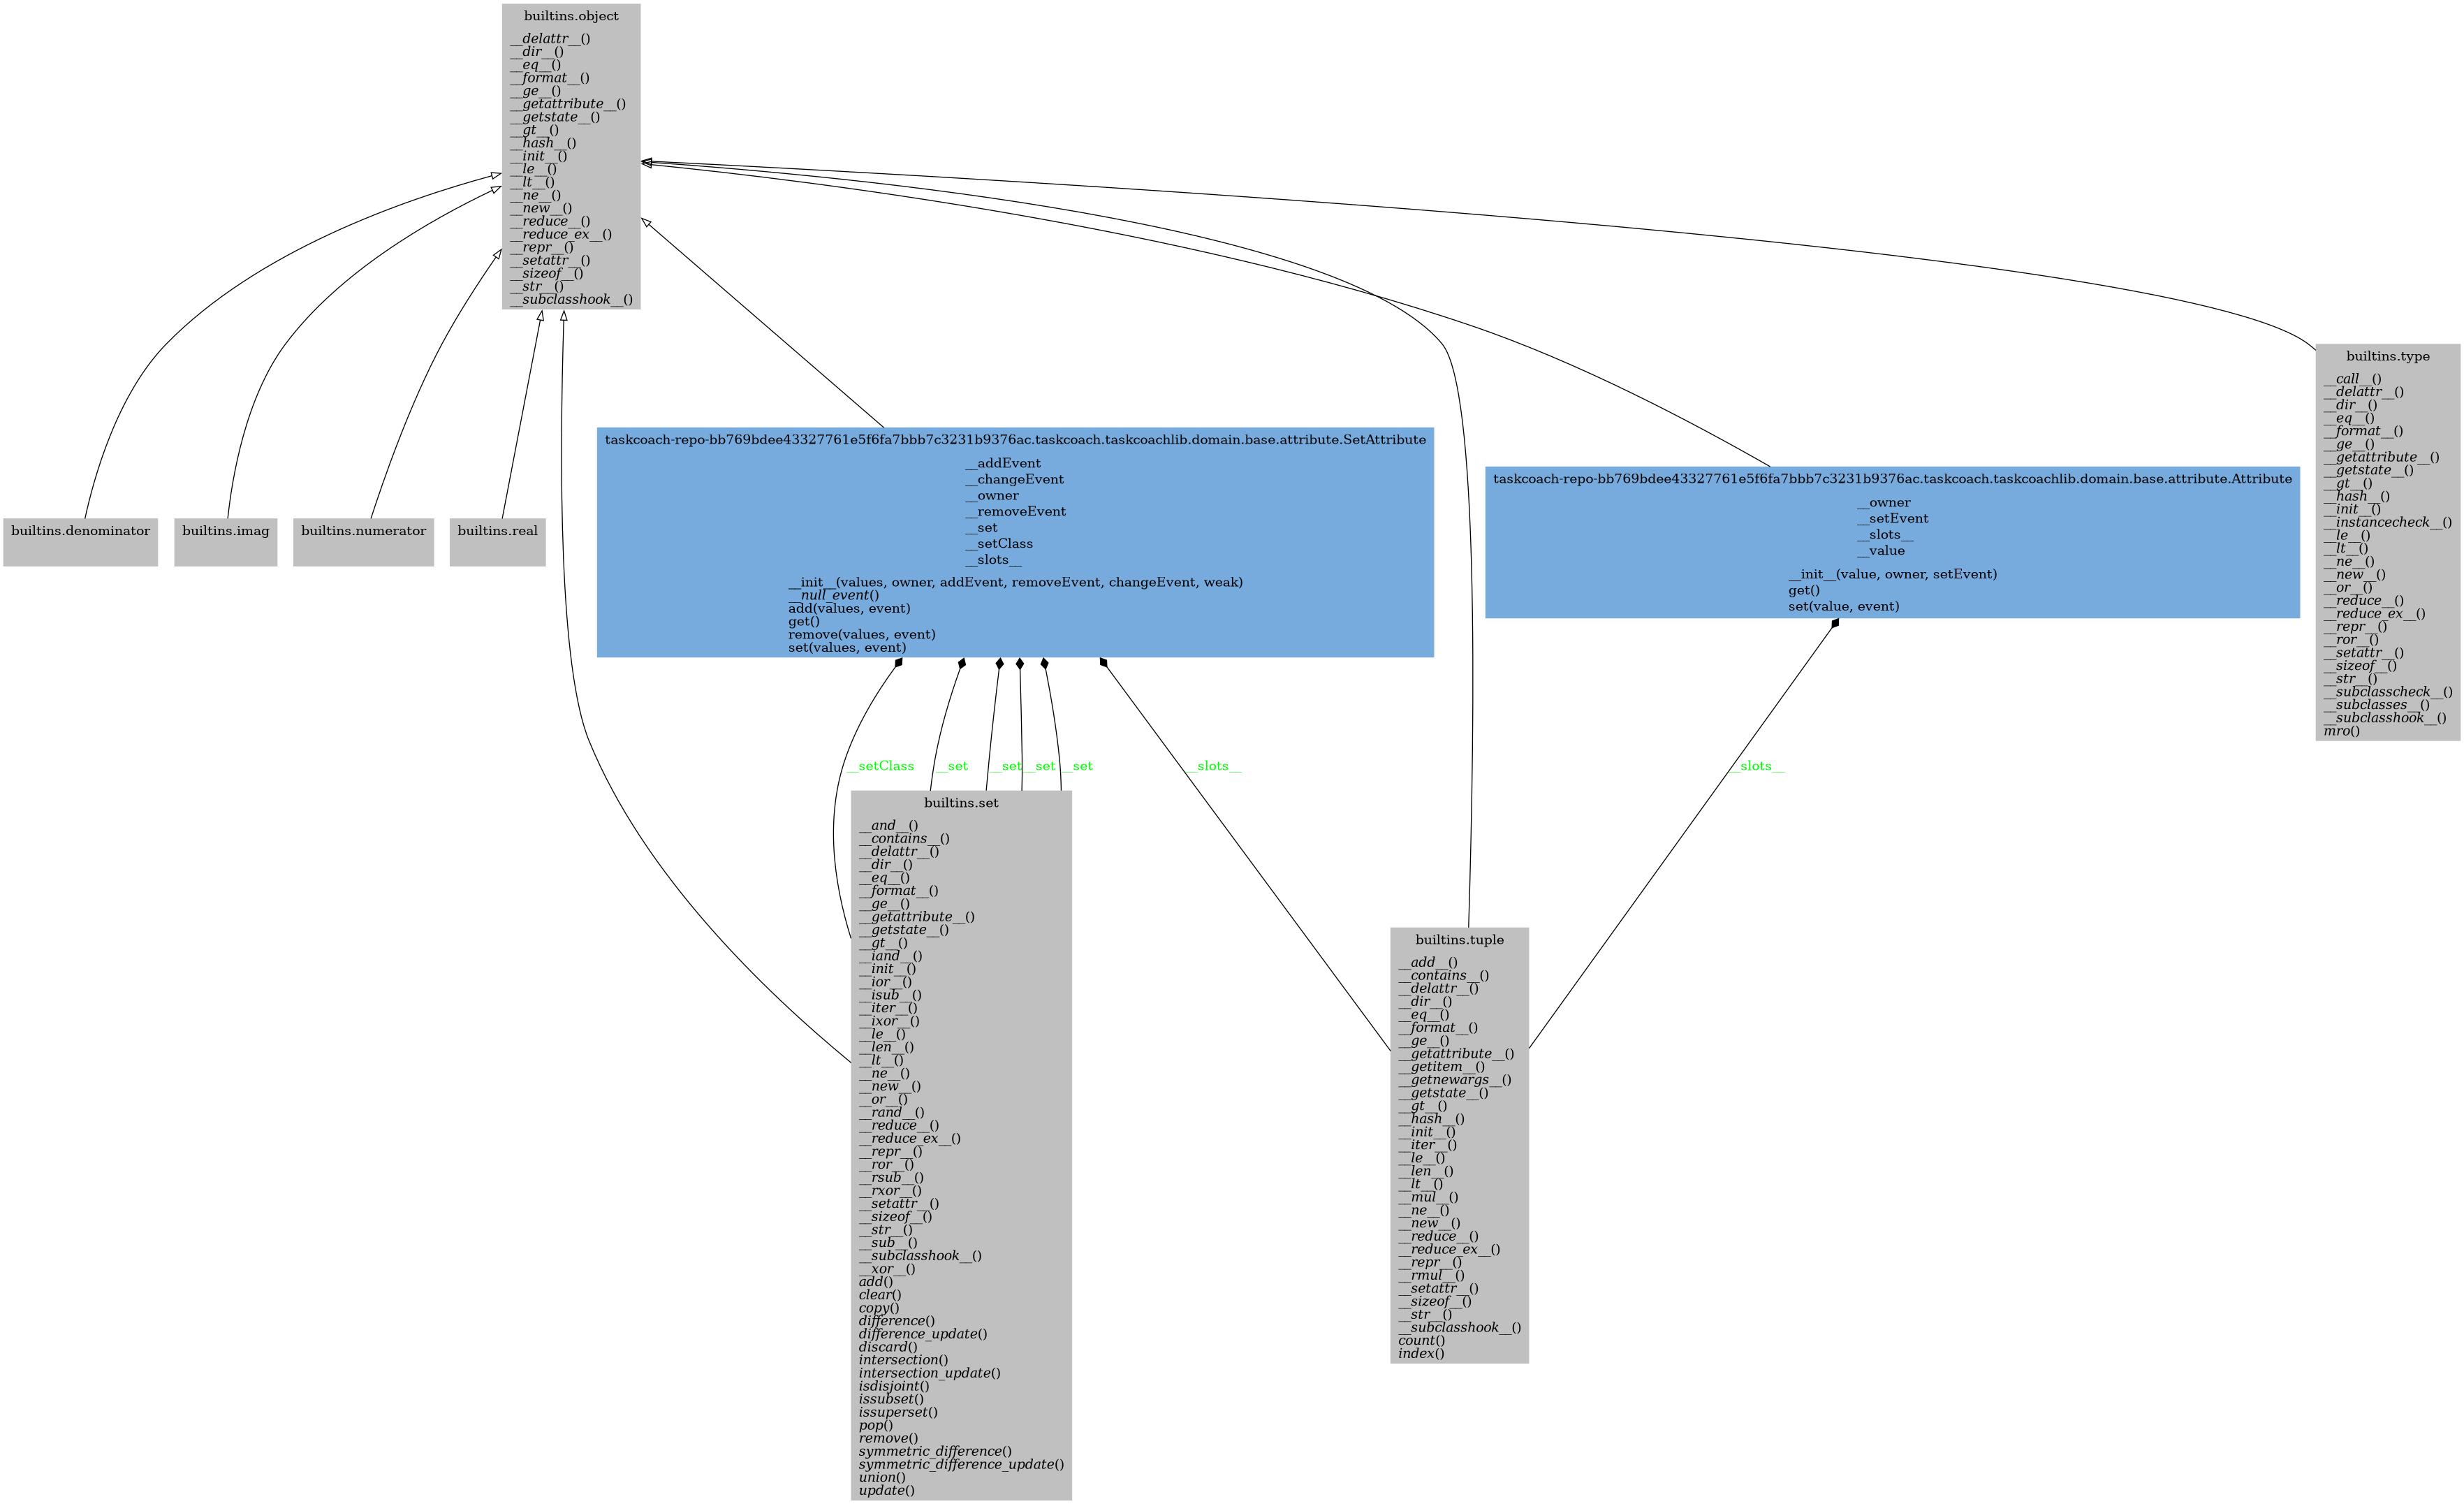 builtins.object
__delattr__()
__dir__()
__eq__()
__format__()
__ge__()
__getattribute__()
__getstate__()
__gt__()
__hash__()
__init__()
__le__()
__lt__()
__ne__()
__new__()
__reduce__()
__reduce_ex__()
__repr__()
__setattr__()
__sizeof__()
__str__()
__subclasshook__()
builtins.denominator
builtins.imag
builtins.numerator
builtins.real
taskcoach-repo-bb769bdee43327761e5f6fa7bbb7c3231b9376ac.taskcoach.taskcoachlib.domain.base.attribute.SetAttribute
__addEvent
__changeEvent
__owner
__removeEvent
__set
__setClass
__slots__
__init__(values, owner, addEvent, removeEvent, changeEvent, weak)
__null_event()
add(values, event)
get()
remove(values, event)
set(values, event)
taskcoach-repo-bb769bdee43327761e5f6fa7bbb7c3231b9376ac.taskcoach.taskcoachlib.domain.base.attribute.Attribute
__owner
__setEvent
__slots__
__value
__init__(value, owner, setEvent)
get()
set(value, event)
builtins.type
__call__()
__delattr__()
__dir__()
__eq__()
__format__()
__ge__()
__getattribute__()
__getstate__()
__gt__()
__hash__()
__init__()
__instancecheck__()
__le__()
__lt__()
__ne__()
__new__()
__or__()
__reduce__()
__reduce_ex__()
__repr__()
__ror__()
__setattr__()
__sizeof__()
__str__()
__subclasscheck__()
__subclasses__()
__subclasshook__()
mro()
__setClass
__set
__set
__set
__set
__slots__
__slots__
builtins.set
__and__()
__contains__()
__delattr__()
__dir__()
__eq__()
__format__()
__ge__()
__getattribute__()
__getstate__()
__gt__()
__iand__()
__init__()
__ior__()
__isub__()
__iter__()
__ixor__()
__le__()
__len__()
__lt__()
__ne__()
__new__()
__or__()
__rand__()
__reduce__()
__reduce_ex__()
__repr__()
__ror__()
__rsub__()
__rxor__()
__setattr__()
__sizeof__()
__str__()
__sub__()
__subclasshook__()
__xor__()
add()
clear()
copy()
difference()
difference_update()
discard()
intersection()
intersection_update()
isdisjoint()
issubset()
issuperset()
pop()
remove()
symmetric_difference()
symmetric_difference_update()
union()
update()
builtins.tuple
__add__()
__contains__()
__delattr__()
__dir__()
__eq__()
__format__()
__ge__()
__getattribute__()
__getitem__()
__getnewargs__()
__getstate__()
__gt__()
__hash__()
__init__()
__iter__()
__le__()
__len__()
__lt__()
__mul__()
__ne__()
__new__()
__reduce__()
__reduce_ex__()
__repr__()
__rmul__()
__setattr__()
__sizeof__()
__str__()
__subclasshook__()
count()
index()